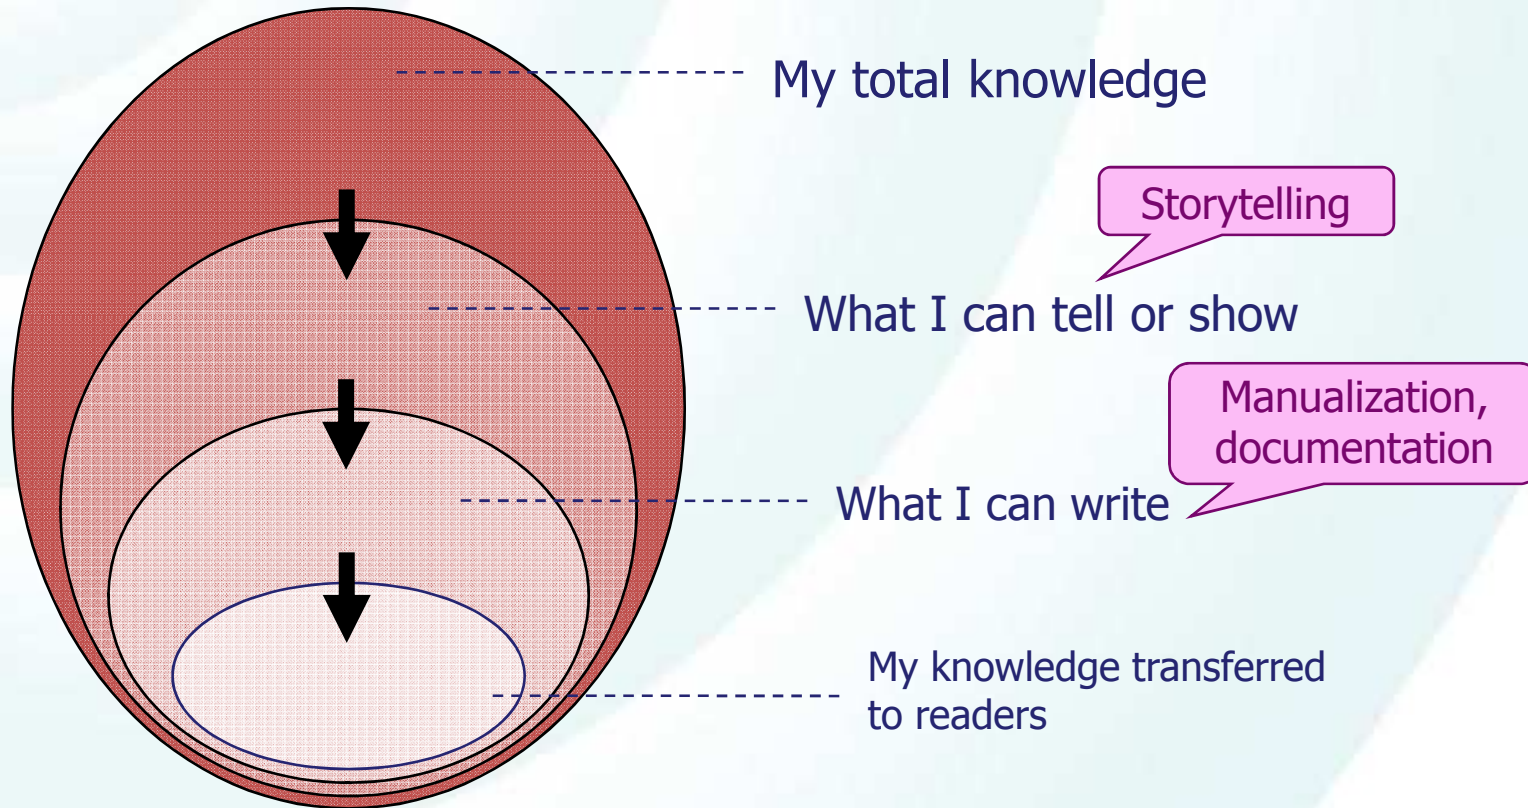 My total knowledge
Storytelling
What I can tell or show
Manualization,
documentation
What I can write
My knowledge transferred
to readers